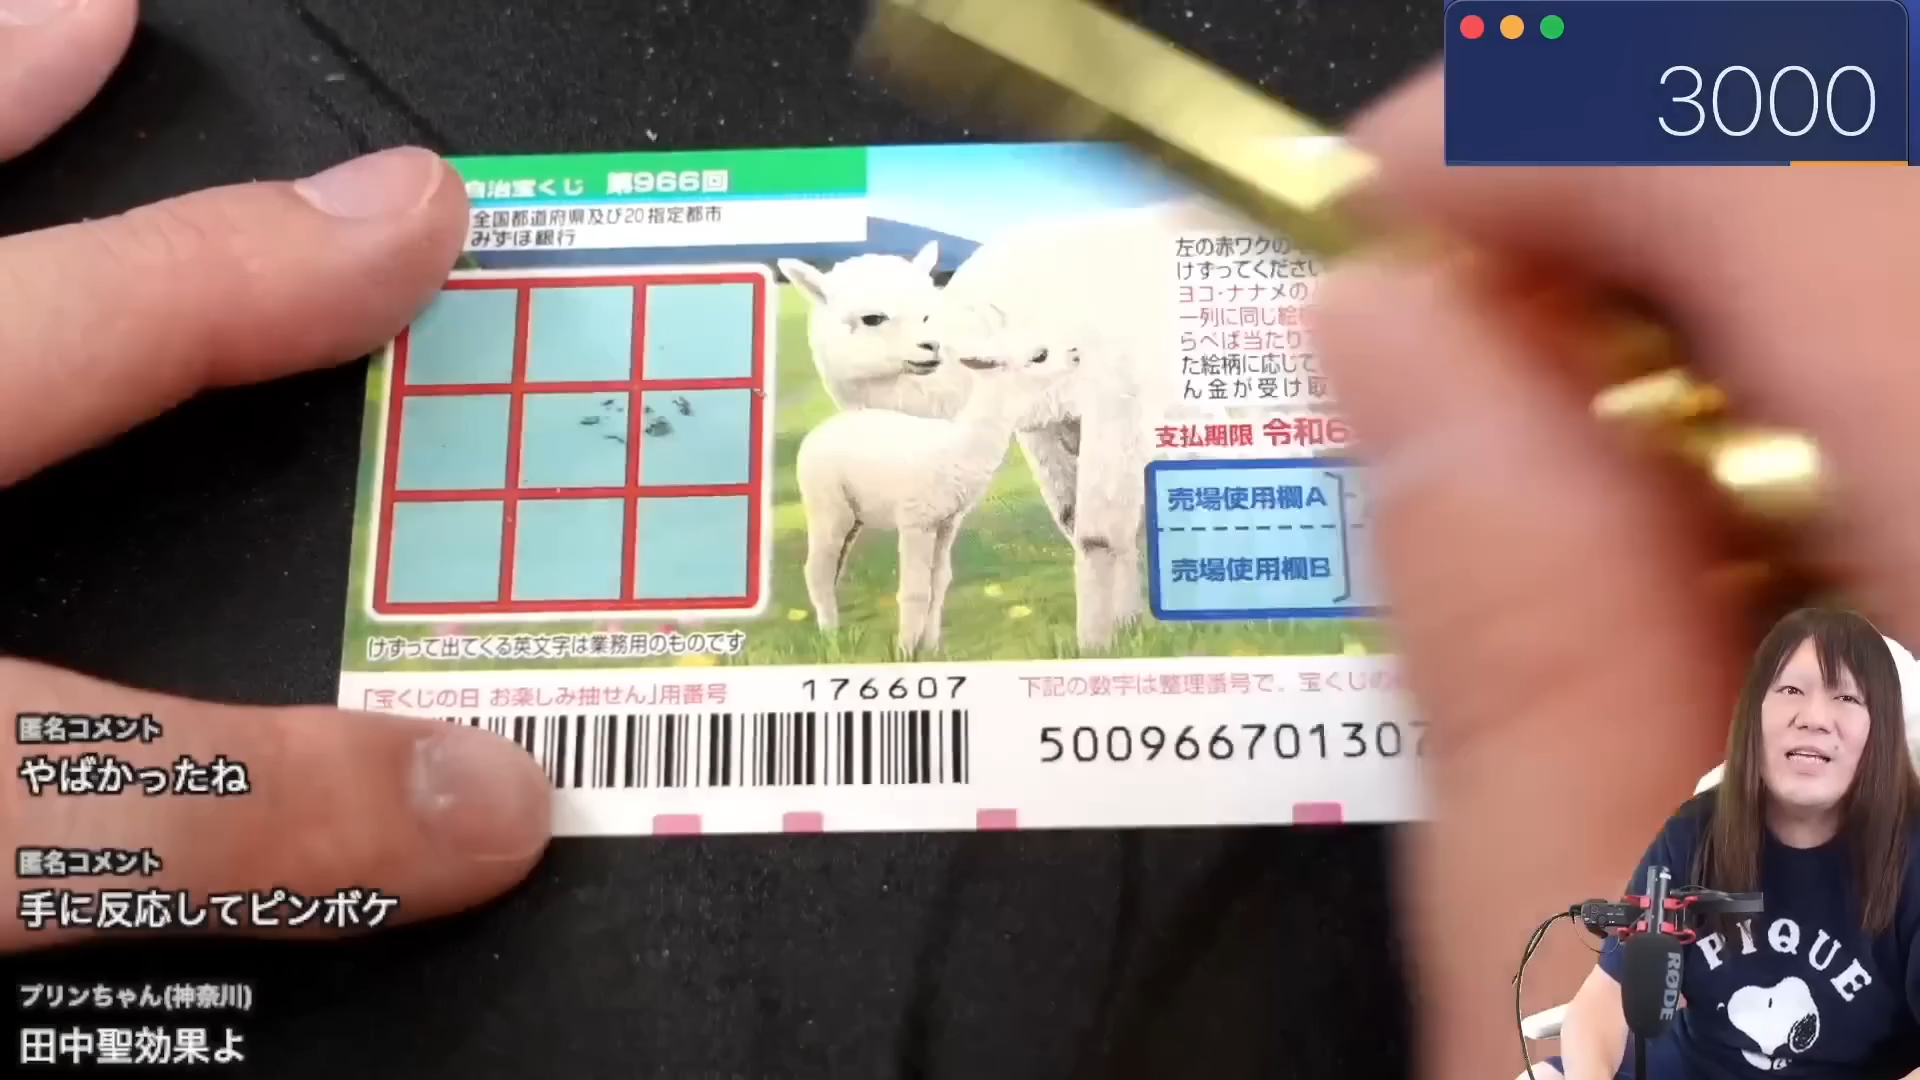 3000
自治宝くじ 第966回
全国都道府県及び20指定都市
みずほ銀行
左の赤ワクの
けずってください
ヨコ・ナナメの
一列に同じ絵
らべば当たり
た絵柄に応じて
ん金が受け取
支払期限 令和6
売場使用欄A
売場使用欄B
けずって出てくる英文字は業務用のものです
「宝くじの日 お楽しみ抽せん」用番号
176607
下記の数字は整理番号で、宝くじの
500966701307
匿名コメント
やばかったね
匿名コメント
手に反応してピンボケ
プリンちゃん(神奈川)
田中聖効果よ
RØDE
PIQUE